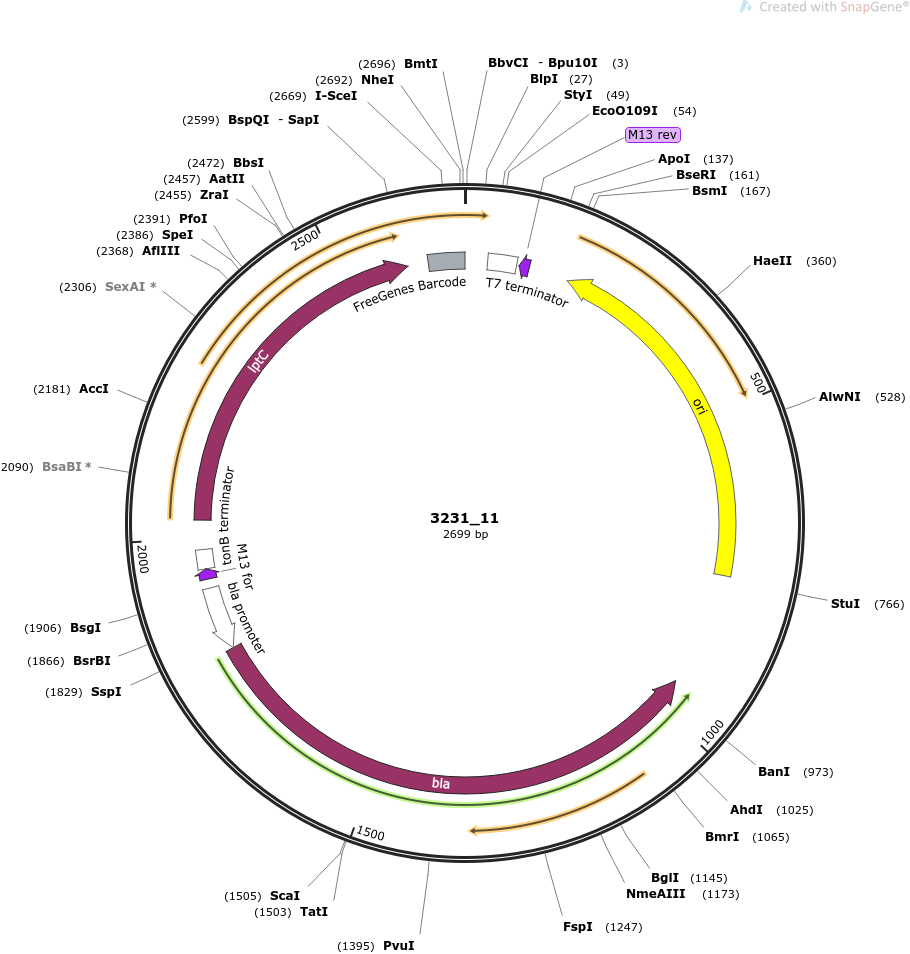 Created with SnapGene®
(2696) BmtI
(2692) NheI
(2669) I-SceI
(2599) BspQI - SapI
BbvCI - Bpu10I (3)
BlpI (27)
StyI (49)
EcoO109I (54)
M13 rev
ApoI (137)
BseRI (161)
BsmI (167)
(2472) BbsI
(2457) AatII
(2455) ZraI
(2391) PfoI
(2386) SpeI
(2368) AflIII
(2306) SexAI *
(2181) AccI
2090) BsaBI *
(1906) BsgI
(1866) BsrBI
(1829) SspI
HaeII (360)
AlwNI (528)
StuI (766)
BanI (973)
AhdI (1025)
BmrI (1065)
BglI (1145)
NmeAIII (1173)
FspI (1247)
(1505) ScaI
(1503) TatI
(1395) PvuI
2500
500
1000
1500
2000
FreeGenes Barcode
T7 terminator
lptC
ori
tonB terminator
M13 for
bla promoter
bla
3231_11
2699 bp